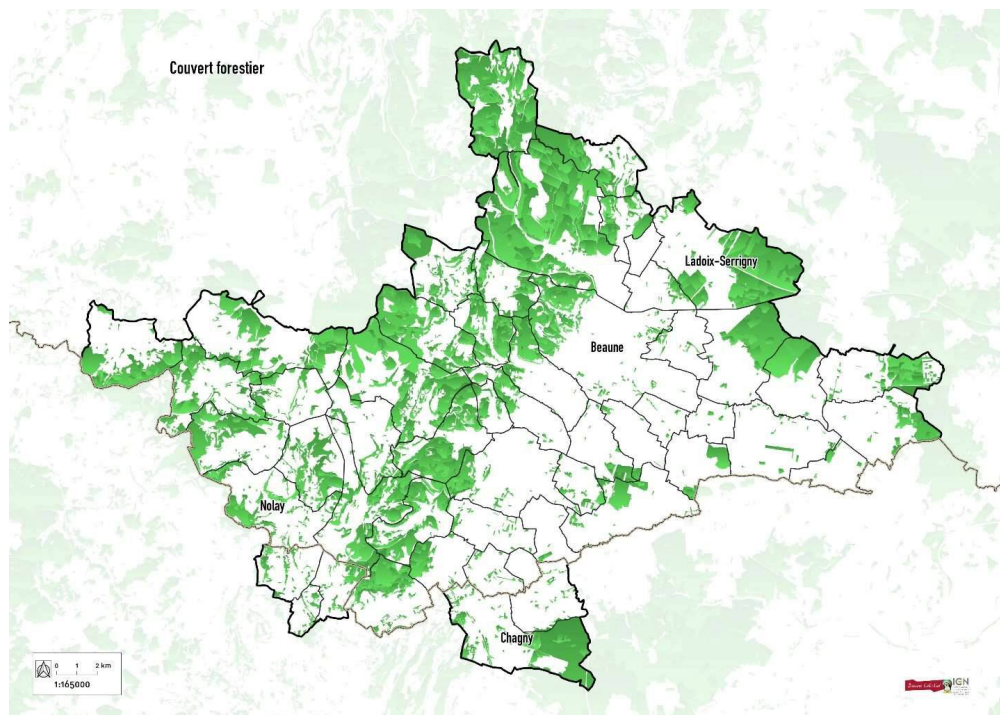 Couvert forestier
Ladoix-Serrigny
Beaune
Nolay
Chagny
0 1 2 km
1:165000
IGN